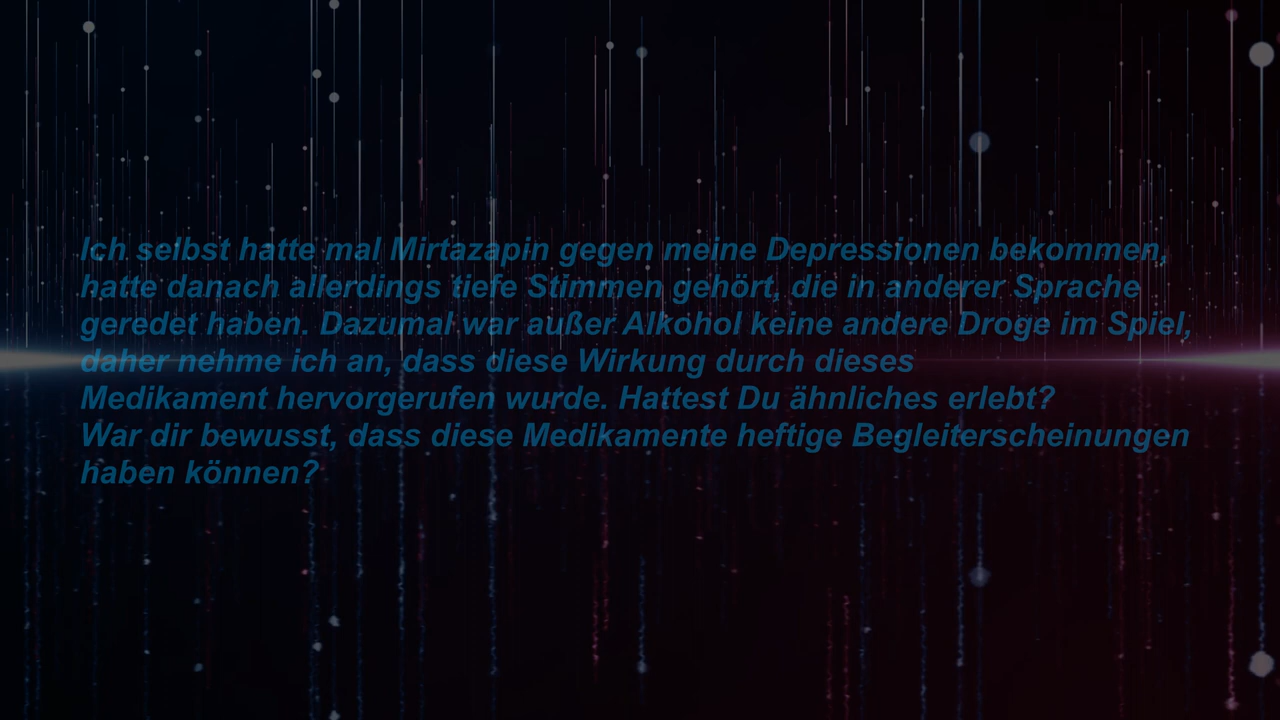 Ich selbst hatte mal Mirtazapin gegen meine Depressionen bekommen,
hatte danach allerdings tiefe Stimmen gehört, die in anderer Sprache
geredet haben. Dazumal war außer Alkohol keine andere Droge im Spiel,
daher nehme ich an, dass diese Wirkung durch dieses
Medikament hervorgerufen wurde. Hattest Du ähnliches erlebt?
War dir bewusst, dass diese Medikamente heftige Begleiterscheinungen
haben können?